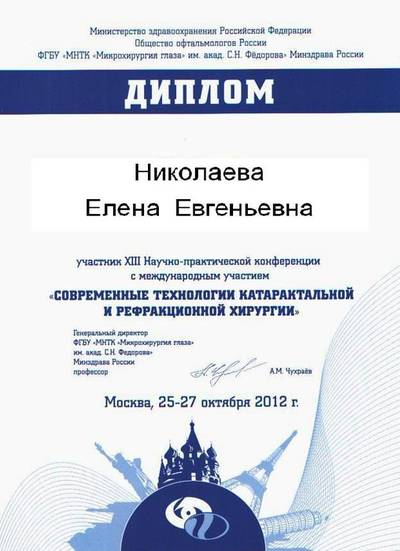 Министерство здравоохранения Российской Федерации
Общество офтальмологов России
ФГБУ «МНТК «Микрохирургия глаза» им. акад. С.Н. Фёдорова» Минздрава России
ДИПЛОМ
Николаева
Елена Евгеньевна
участник XIII Научно-практической конференции
с международным участием
«СОВРЕМЕННЫЕ ТЕХНОЛОГИИ КАТАРАКТАЛЬНОЙ
И РЕФРАКЦИОННОЙ ХИРУРГИИ»
Генеральный директор
ФГБУ «МНТК «Микрохирургия глаза»
им. акад. С.Н. Федорова»
Минздрава России
профессор
А.М. Чухраёв
Москва, 25-27 октября 2012 г.